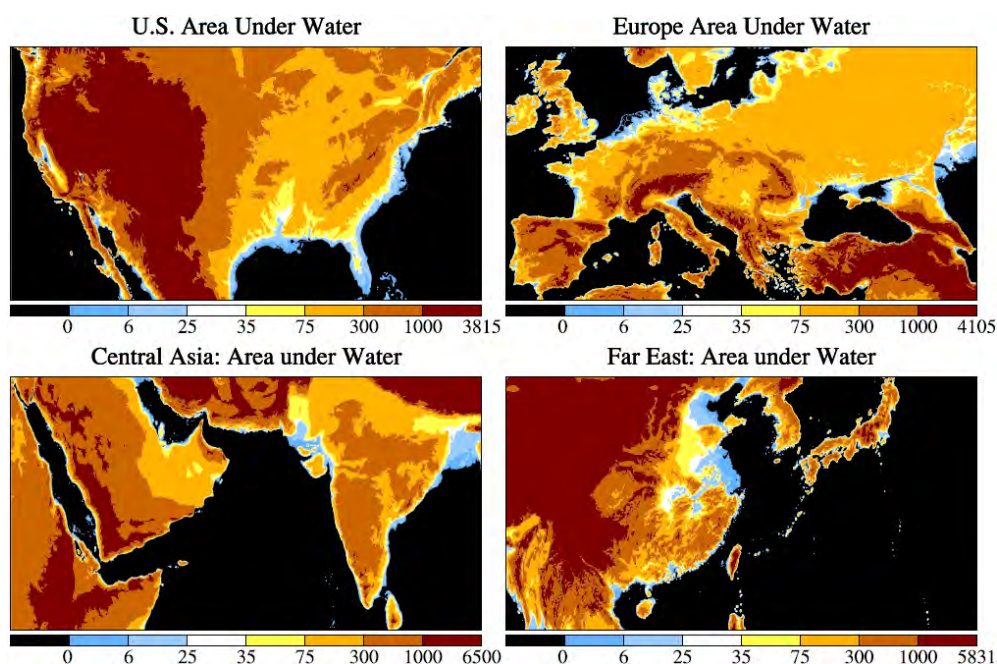 U.S. Area Under Water
Europe Area Under Water
0 6 25 35 75 300 1000 3815
0 6 25 35 75 300 1000 4105
Central Asia: Area under Water
Far East: Area under Water
0 6 25 35 75 300 1000 6500
0 6 25 35 75 300 1000 5831